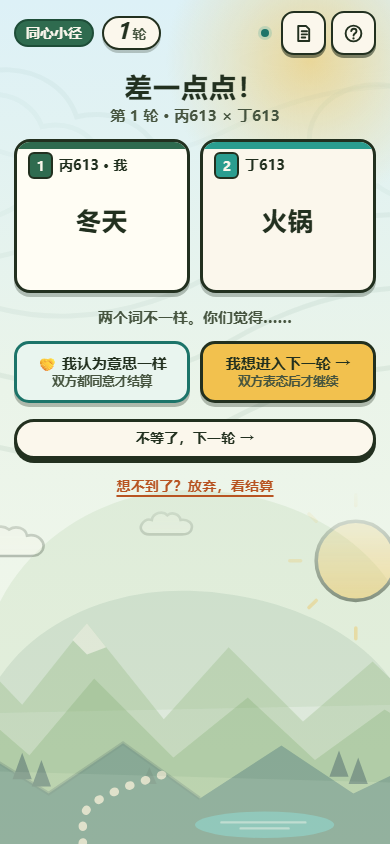 同心小径
1轮
差一点点！
第 1 轮 • 丙613 × 丁613
1 丙613 • 我
2 丁613
冬天
火锅
两个词不一样。你们觉得……
🤝 我认为意思一样
双方都同意才结算
我想进入下一轮 →
双方表态后才继续
不等了，下一轮 →
想不到了？放弃，看结算